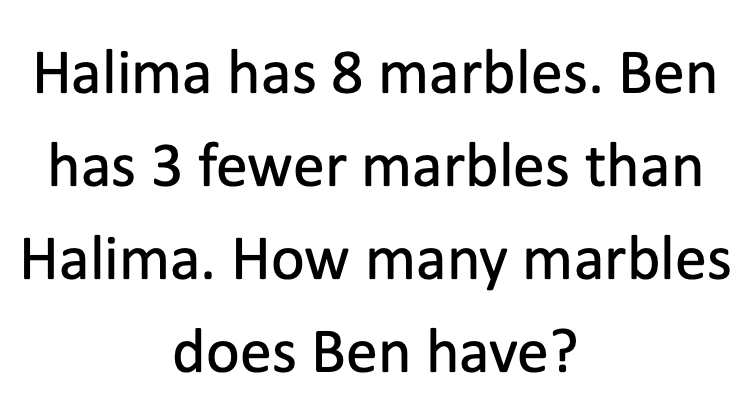 Halima has 8 marbles. Ben
has 3 fewer marbles than
Halima. How many marbles
does Ben have?